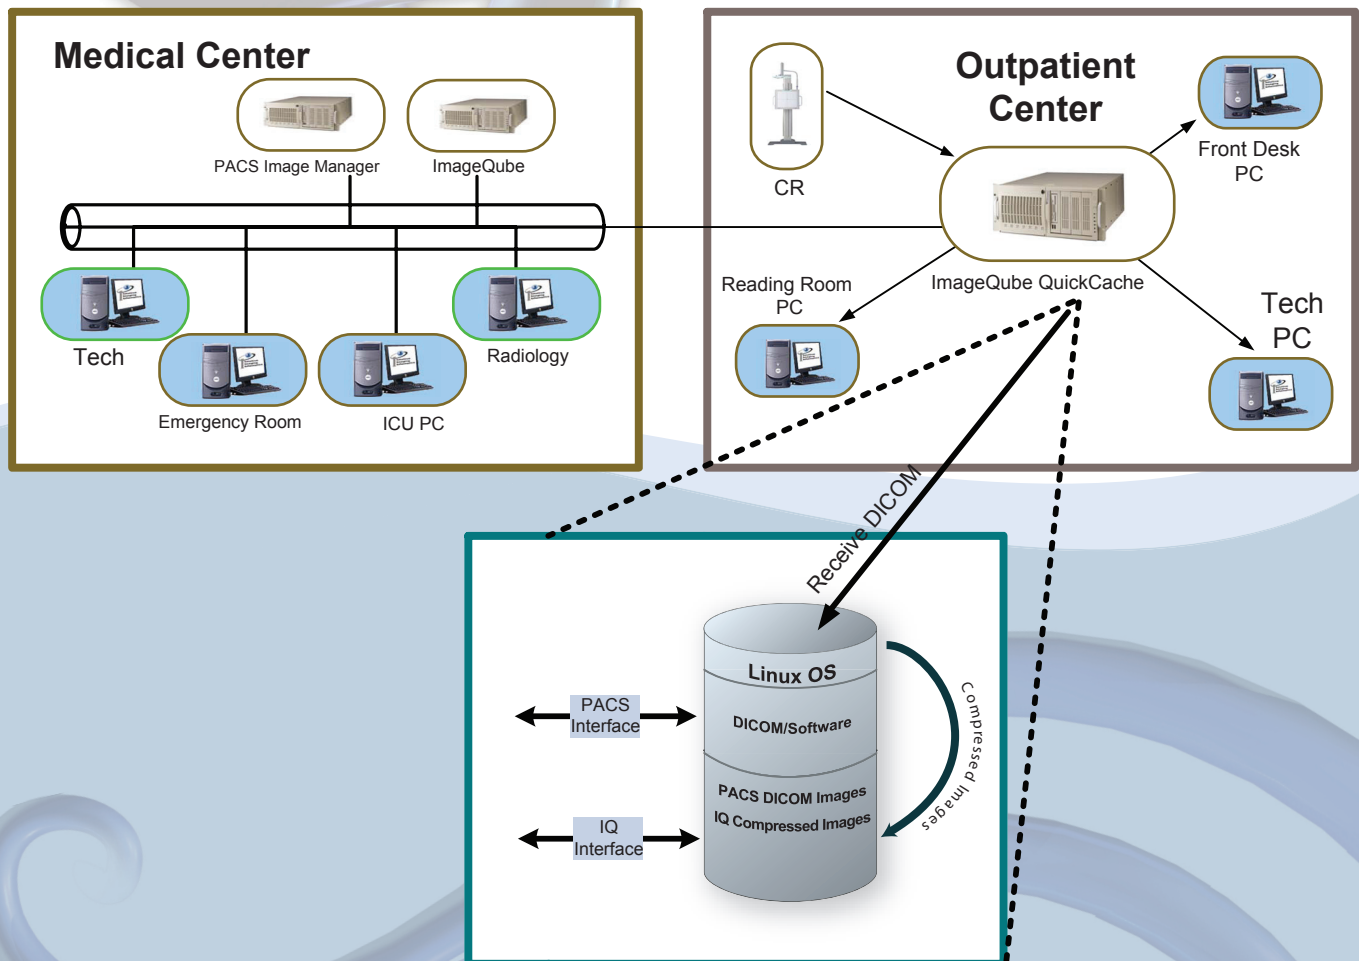 Medical Center
PACS Image Manager
ImageQube
Tech
Emergency Room
ICU PC
Radiology
Outpatient
Center
CR
Front Desk
PC
ImageQube QuickCache
Reading Room
PC
Tech
PC
Receive DICOM
Linux OS
DICOM/Software
PACS DICOM Images
IQ Compressed Images
PACS
Interface
IQ
Interface
Compressed Images